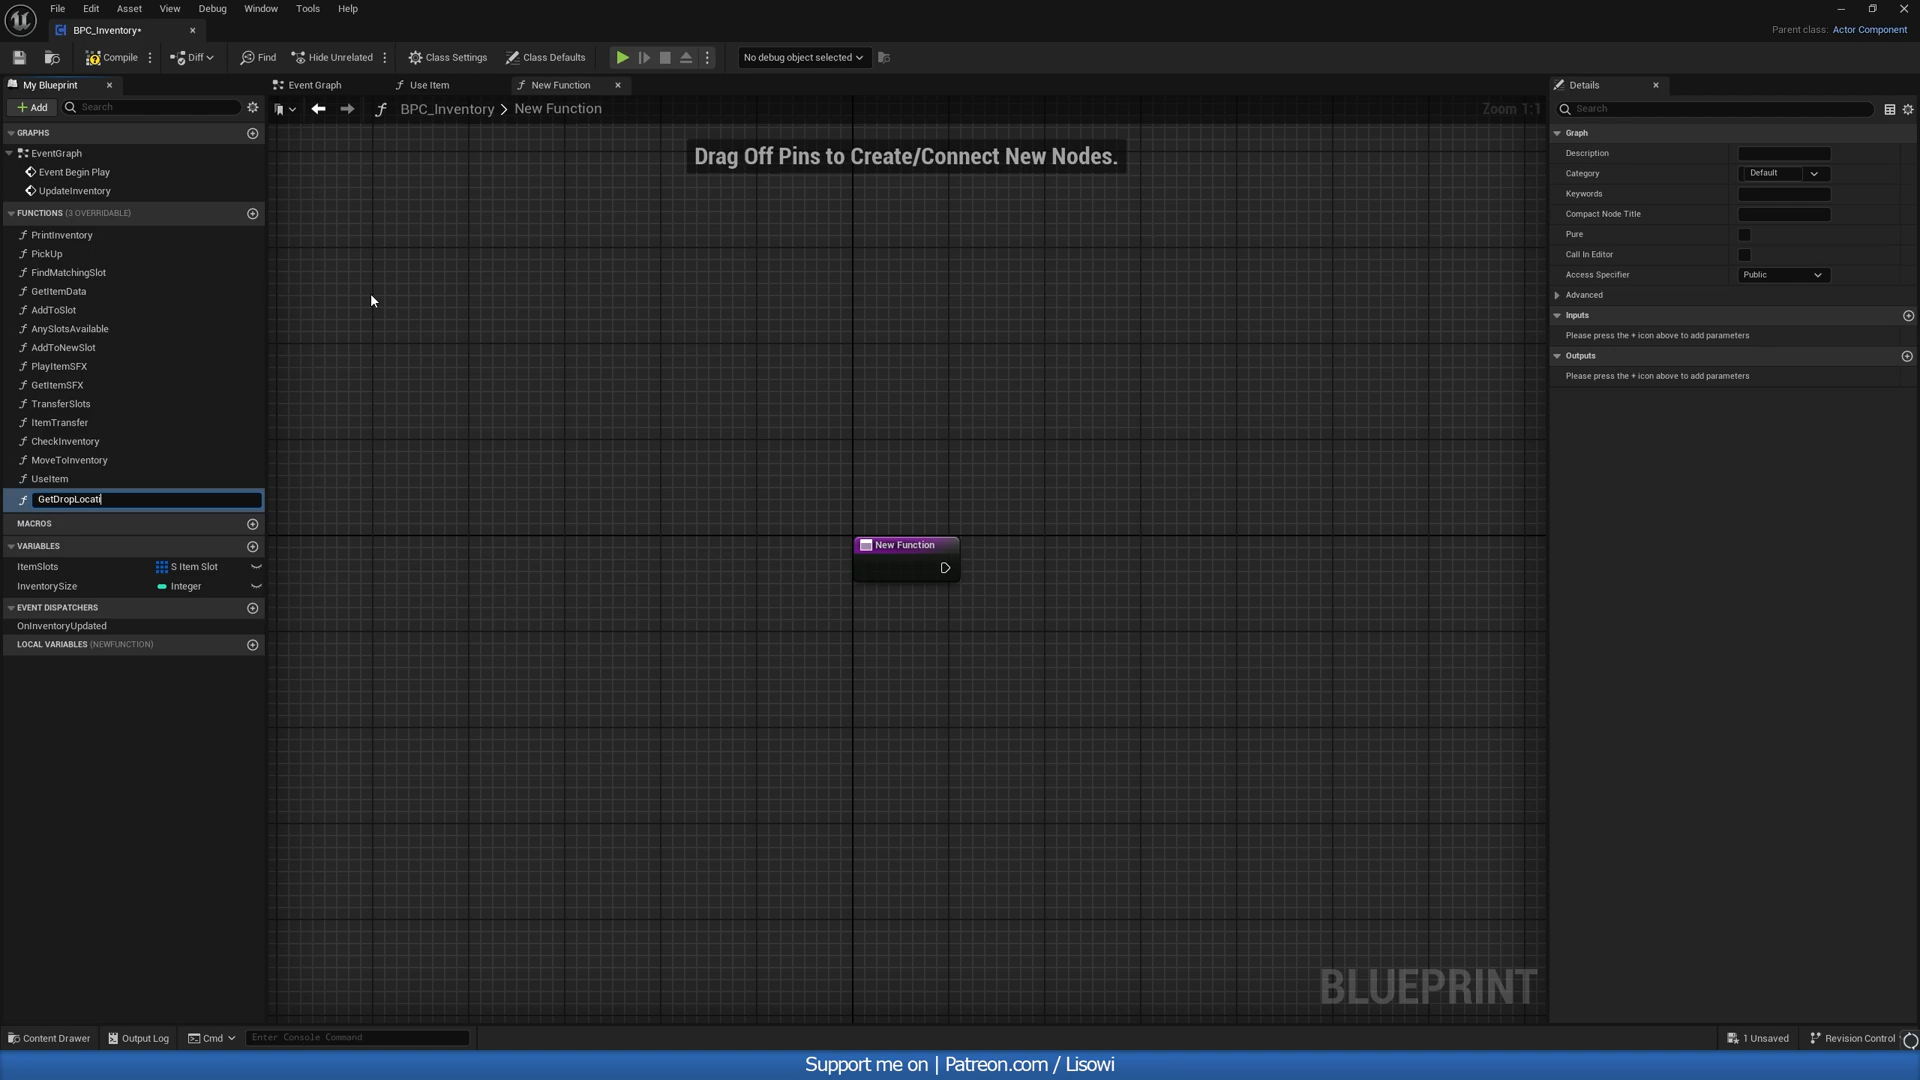 File Edit Asset View Debug Window Tools Help
BPC_Inventory•
Parent class: Actor Component
Compile Diff Find Hide Unrelated Class Settings Class Defaults No debug object selected
My Blueprint Event Graph Use Item New Function Details
Add Search
BPC_Inventory > New Function
Zoom 1:1
Search
Drag Off Pins to Create/Connect New Nodes.
GRAPHS
EventGraph
Event Begin Play
UpdateInventory
FUNCTIONS (3 OVERRIDABLE)
PrintInventory
PickUp
FindMatchingSlot
GetItemData
AddToSlot
AnySlotsAvailable
AddToNewSlot
PlayItemSFX
GetItemSFX
TransferSlots
ItemTransfer
CheckInventory
MoveToInventory
UseItem
GetDropLocati
MACROS
VARIABLES
ItemSlots S Item Slot
InventorySize Integer
EVENT DISPATCHERS
OnInventoryUpdated
LOCAL VARIABLES (NEWFUNCTION)
New Function
BLUEPRINT
Graph
Description
Category Default
Keywords
Compact Node Title
Pure
Call In Editor
Access Specifier Public
Advanced
Inputs
Please press the + icon above to add parameters
Outputs
Please press the + icon above to add parameters
Content Drawer Output Log Cmd Enter Console Command 1 Unsaved Revision Control
Support me on | Patreon.com / Lisowi